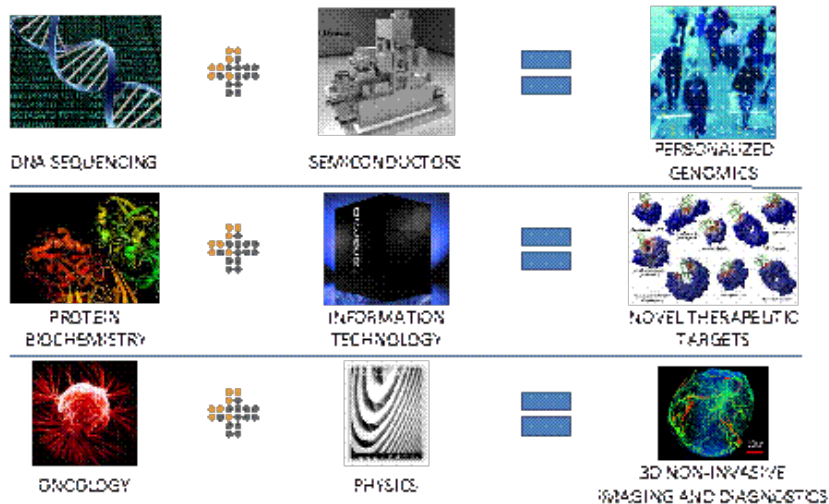 DNA SEQUENCING
SEMICONDUCTORS
PERSONALIZED
GENOMICS
PROTEIN
BIOCHEMISTRY
INFORMATION
TECHNOLOGY
NOVEL THERAPEUTIC
TARGETS
ONCOLOGY
PHYSICS
3D NON-INVASIVE
IMAGING AND DIAGNOSTICS